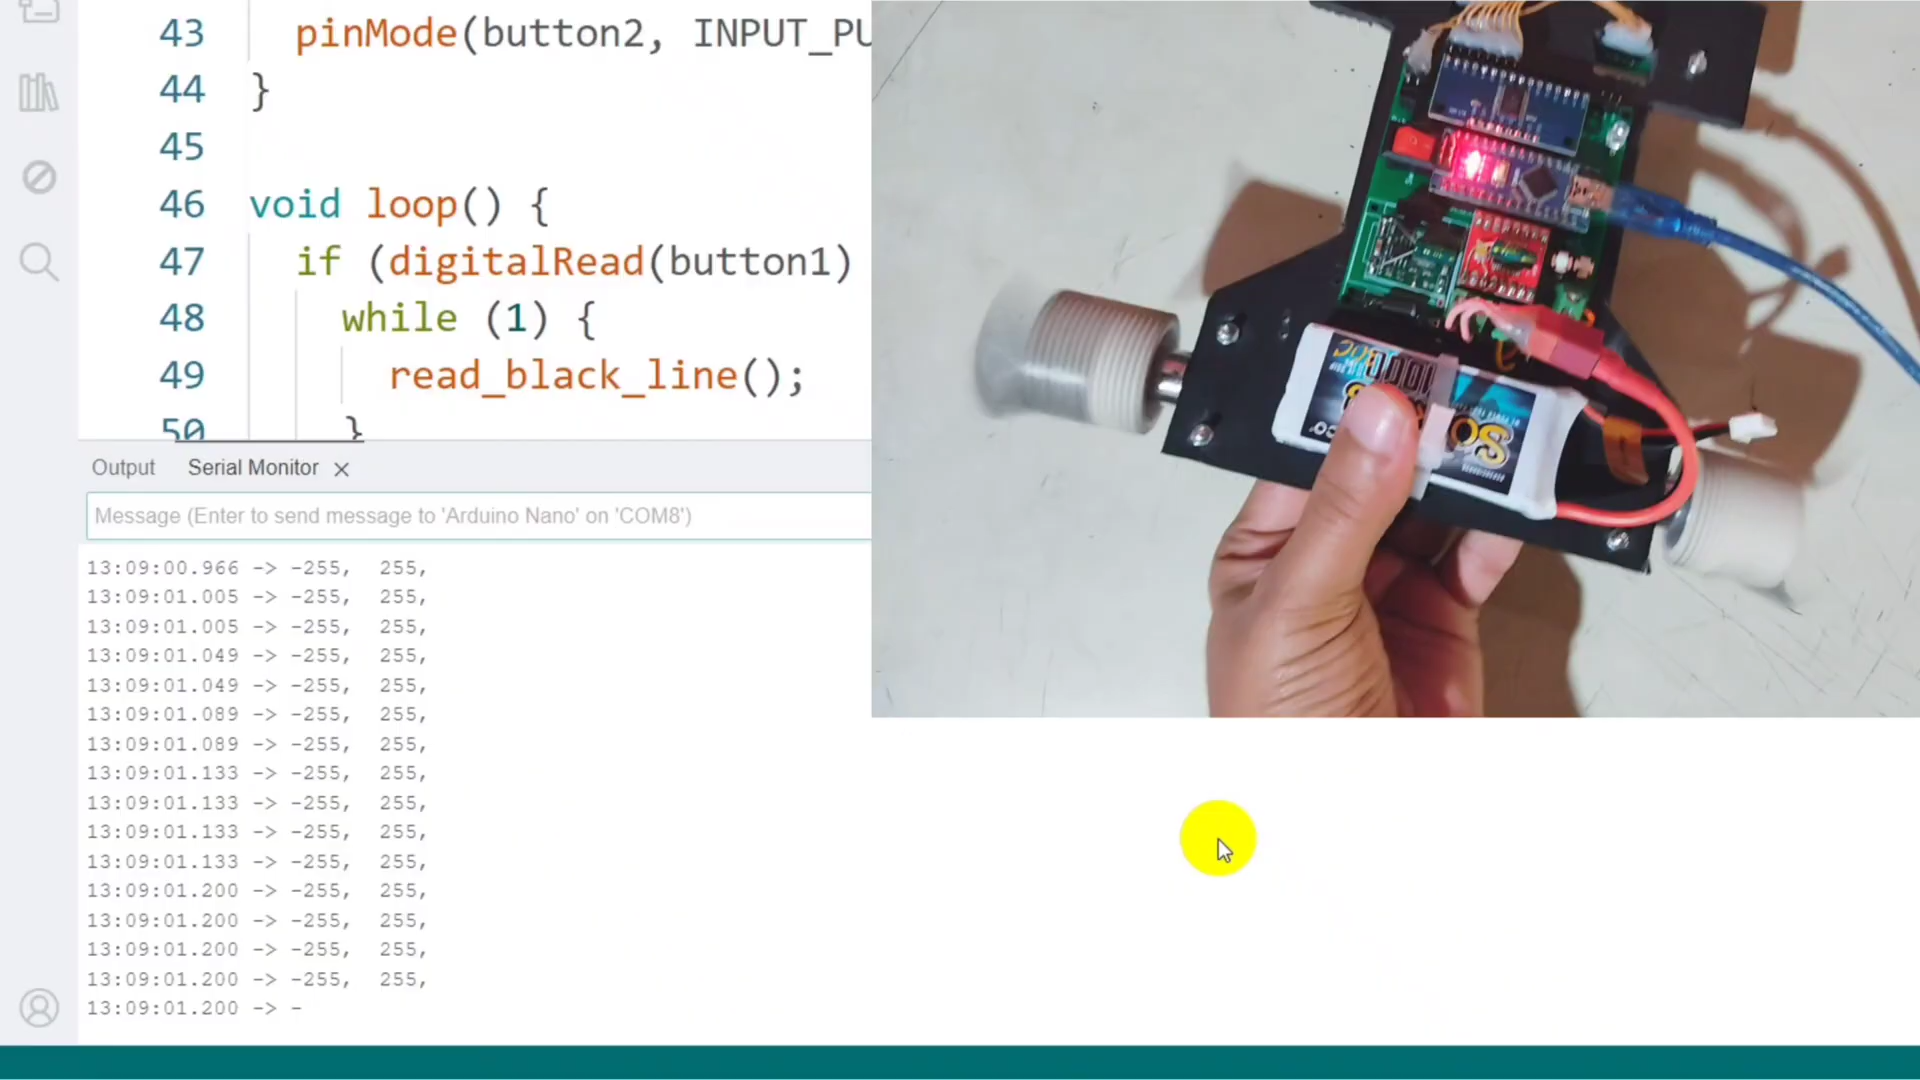 43 pinMode(button2, INPUT_PU
44 }
45
46 void loop() {
47 if (digitalRead(button1)
48 while (1) {
49 read_black_line();
50 }
Output Serial Monitor
Message (Enter to send message to 'Arduino Nano' on 'COM8')
13:09:00.966 -> -255, 255,
13:09:01.005 -> -255, 255,
13:09:01.005 -> -255, 255,
13:09:01.049 -> -255, 255,
13:09:01.049 -> -255, 255,
13:09:01.089 -> -255, 255,
13:09:01.089 -> -255, 255,
13:09:01.133 -> -255, 255,
13:09:01.133 -> -255, 255,
13:09:01.133 -> -255, 255,
13:09:01.133 -> -255, 255,
13:09:01.200 -> -255, 255,
13:09:01.200 -> -255, 255,
13:09:01.200 -> -255, 255,
13:09:01.200 -> -255, 255,
13:09:01.200 -> -